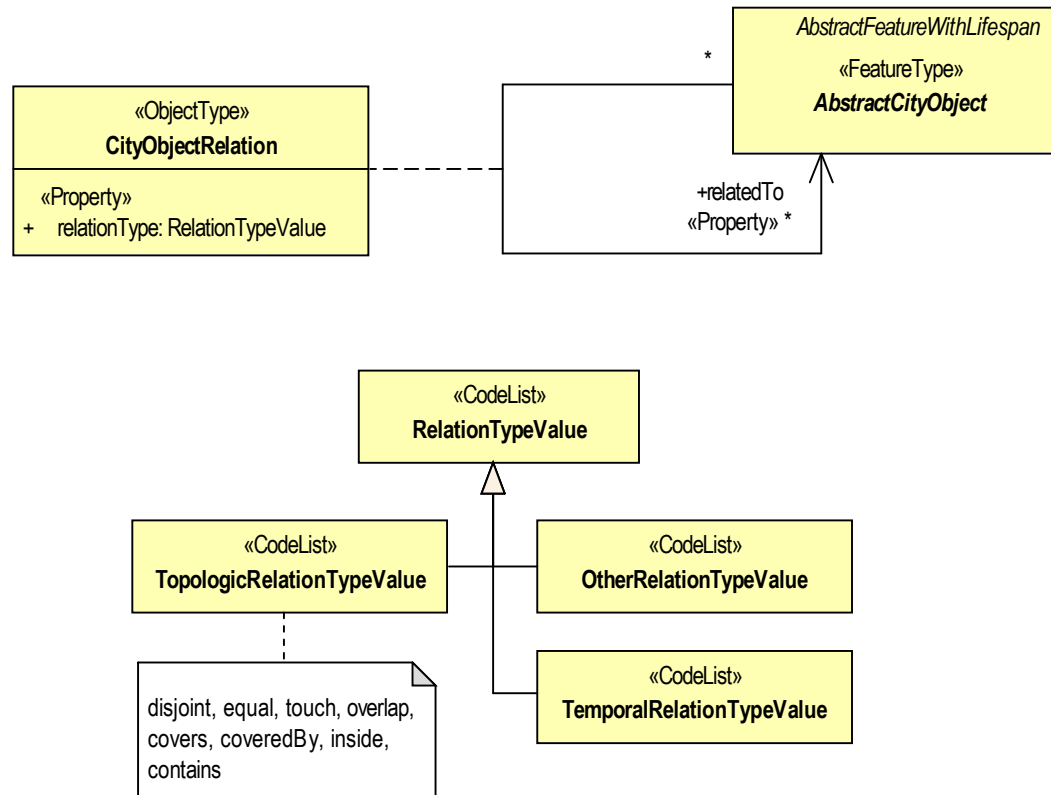 AbstractFeatureWithLifespan
«FeatureType»
AbstractCityObject
*
«ObjectType»
CityObjectRelation
«Property»
+ relationType: RelationTypeValue
+relatedTo
«Property» *
«CodeList»
RelationTypeValue
«CodeList»
TopologicRelationTypeValue
«CodeList»
OtherRelationTypeValue
«CodeList»
TemporalRelationTypeValue
disjoint, equal, touch, overlap,
covers, coveredBy, inside,
contains